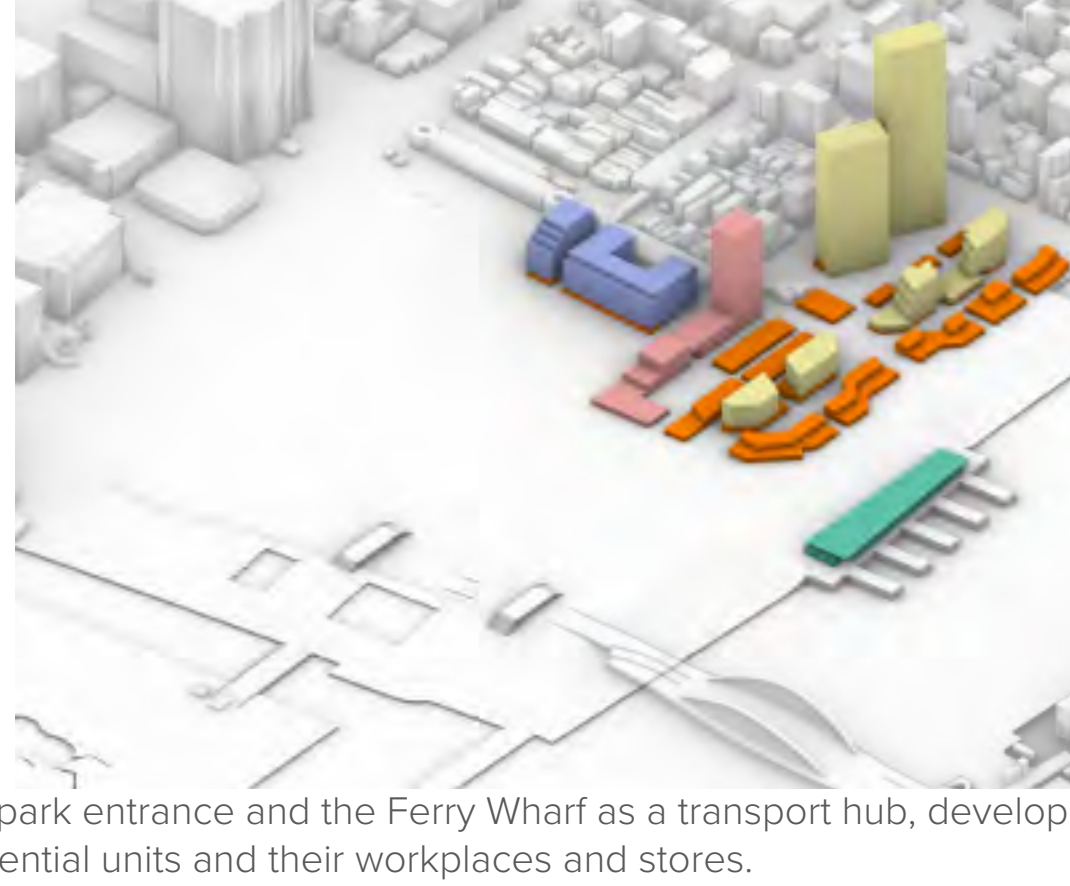 park entrance and the Ferry Wharf as a transport hub, develop
ential units and their workplaces and stores.